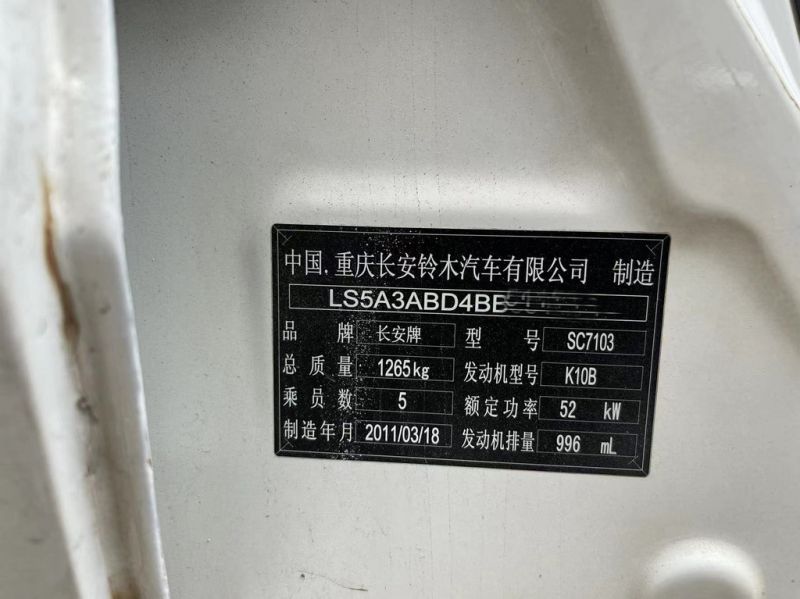 中国.重庆长安铃木汽车有限公司 制造
LS5A3ABD4BB
品牌 长安牌 型号 SC7103
总质量 1265kg 发动机型号 K10B
乘员数 5 额定功率 52 kW
制造年月 2011/03/18 发动机排量 996 mL